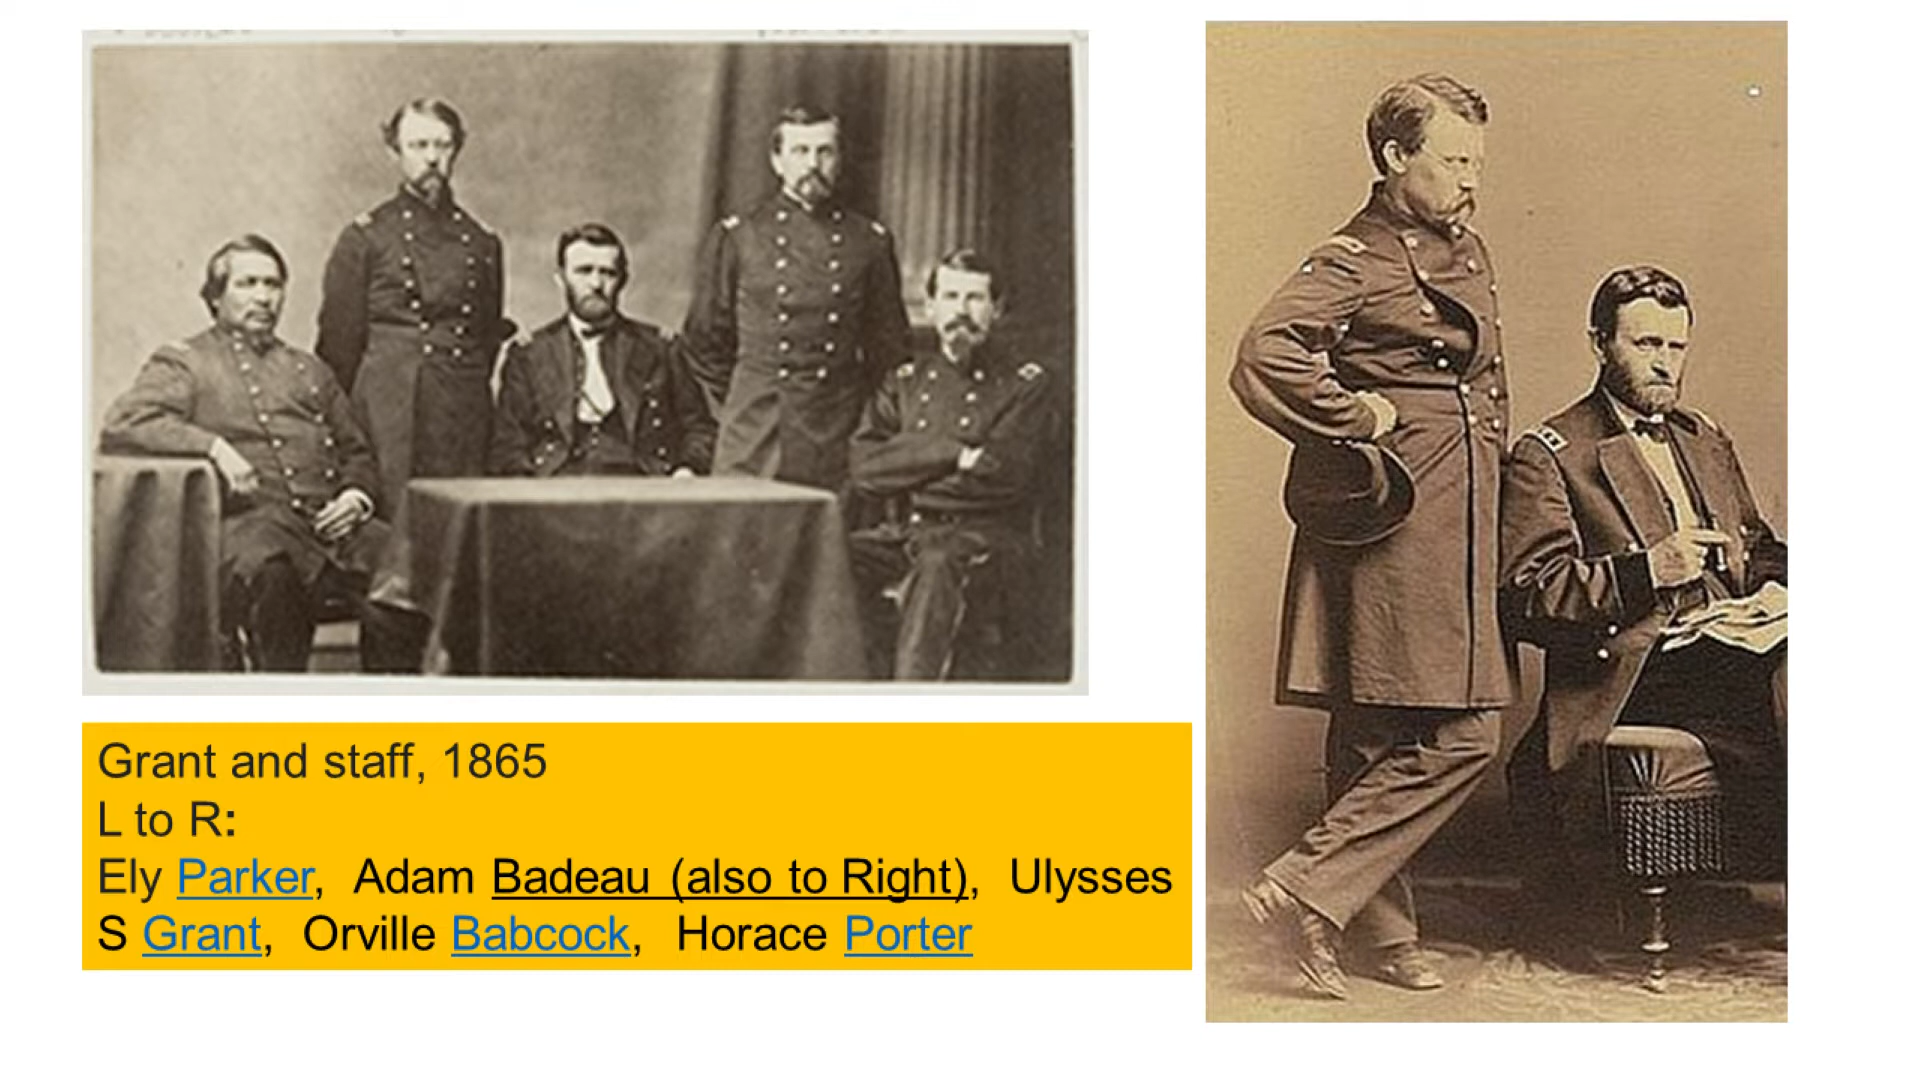 Grant and staff, 1865
L to R:
Ely Parker, Adam Badeau (also to Right), Ulysses
S Grant, Orville Babcock, Horace Porter